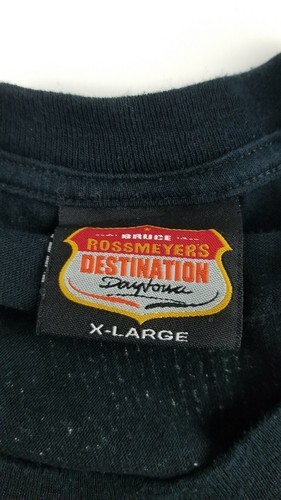 BRUCE
ROSSMEYER'S
DESTINATION
Daytona
X-LARGE